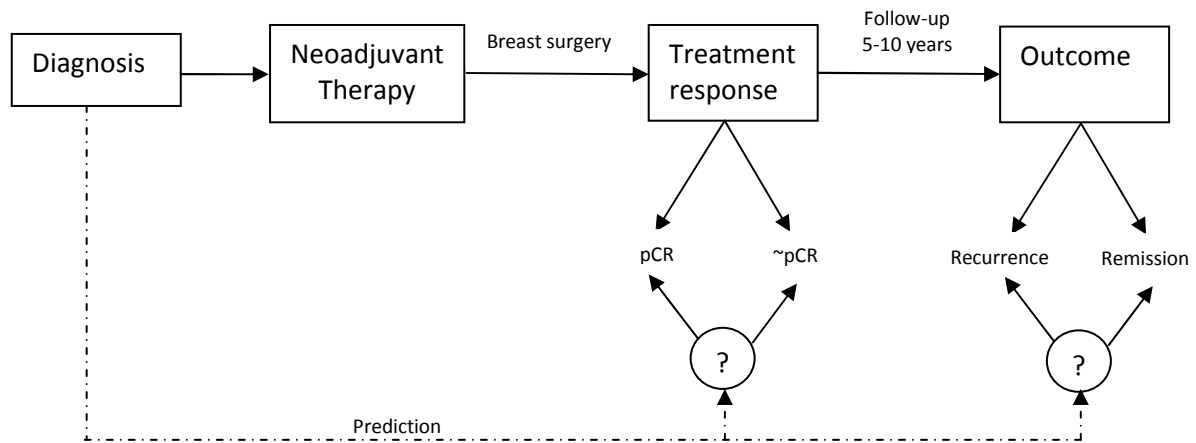 Diagnosis
Neoadjuvant
Therapy
Breast surgery
Treatment
response
Follow-up
5-10 years
Outcome
pCR
~pCR
Recurrence
Remission
?
?
Prediction